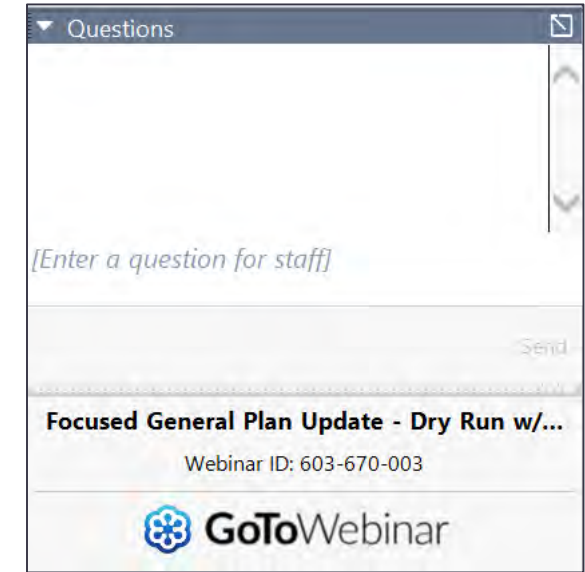 Questions
[Enter a question for staff]
Send
Focused General Plan Update - Dry Run w/...
Webinar ID: 603-670-003
GoToWebinar